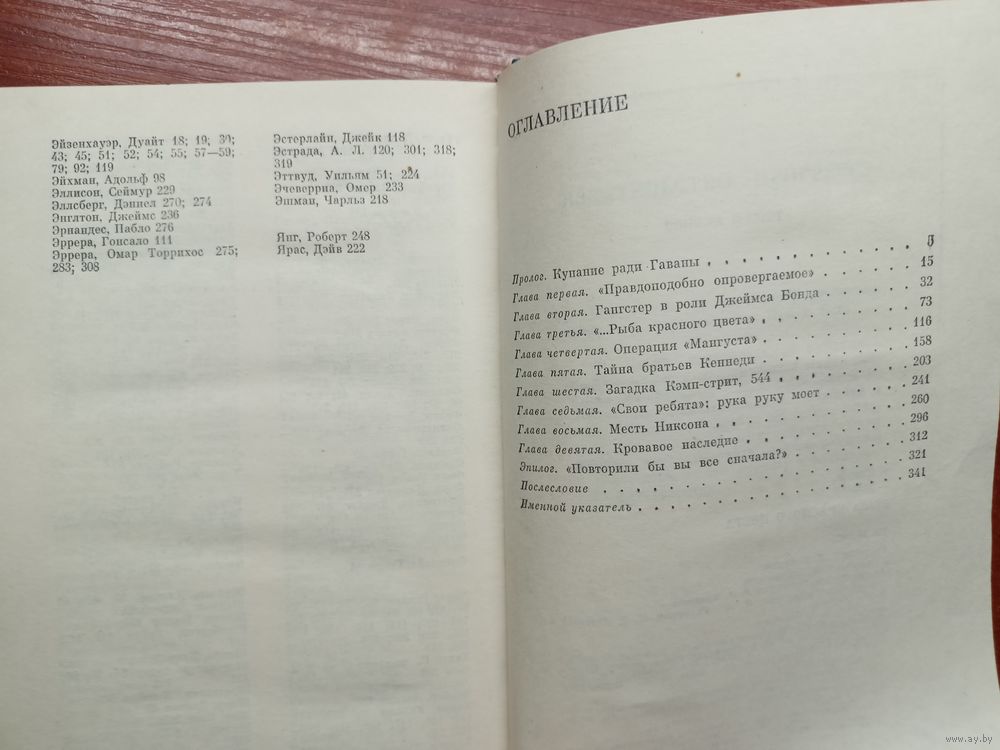 Эйзенхауэр, Дуайт 18; 19; 30;
43; 45; 51; 52; 54; 55; 57—59;
79; 92; 119
Эйхман, Адольф 98
Эллисон, Сеймур 229
Эллсберг, Дэниел 270; 274
Энглтон, Джеймс 236
Эрнандес, Пабло 276
Эррера, Гонсало 111
Эррера, Омар Торрихос 275;
283; 308
Эстерлайн, Джейк 118
Эстрада, А. Л. 120; 301; 318;
319
Эттвуд, Уильям 51; 224
Эчеверриа, Омер 233
Эшман, Чарльз 218
Янг, Роберт 248
Ярас, Дэйв 222
ОГЛАВЛЕНИЕ
Пролог. Купание ради Гаваны
Глава первая. «Правдоподобно опровергаемое» 15
Глава вторая. Гангстер в роли Джеймса Бонда 32
Глава третья. «...Рыба красного цвета» 73
Глава четвертая. Операция «Мангуста» 116
Глава пятая. Тайна братьев Кеннеди 158
Глава шестая. Загадка Кэмп-стрит, 544 203
Глава седьмая. «Свои ребята»: рука руку моет 241
Глава восьмая. Месть Никсона 260
Глава девятая. Кровавое наследие 296
Эпилог. «Повторили бы вы все сначала?» 312
Послесловие 321
Именной указатель 341
www.ay.by